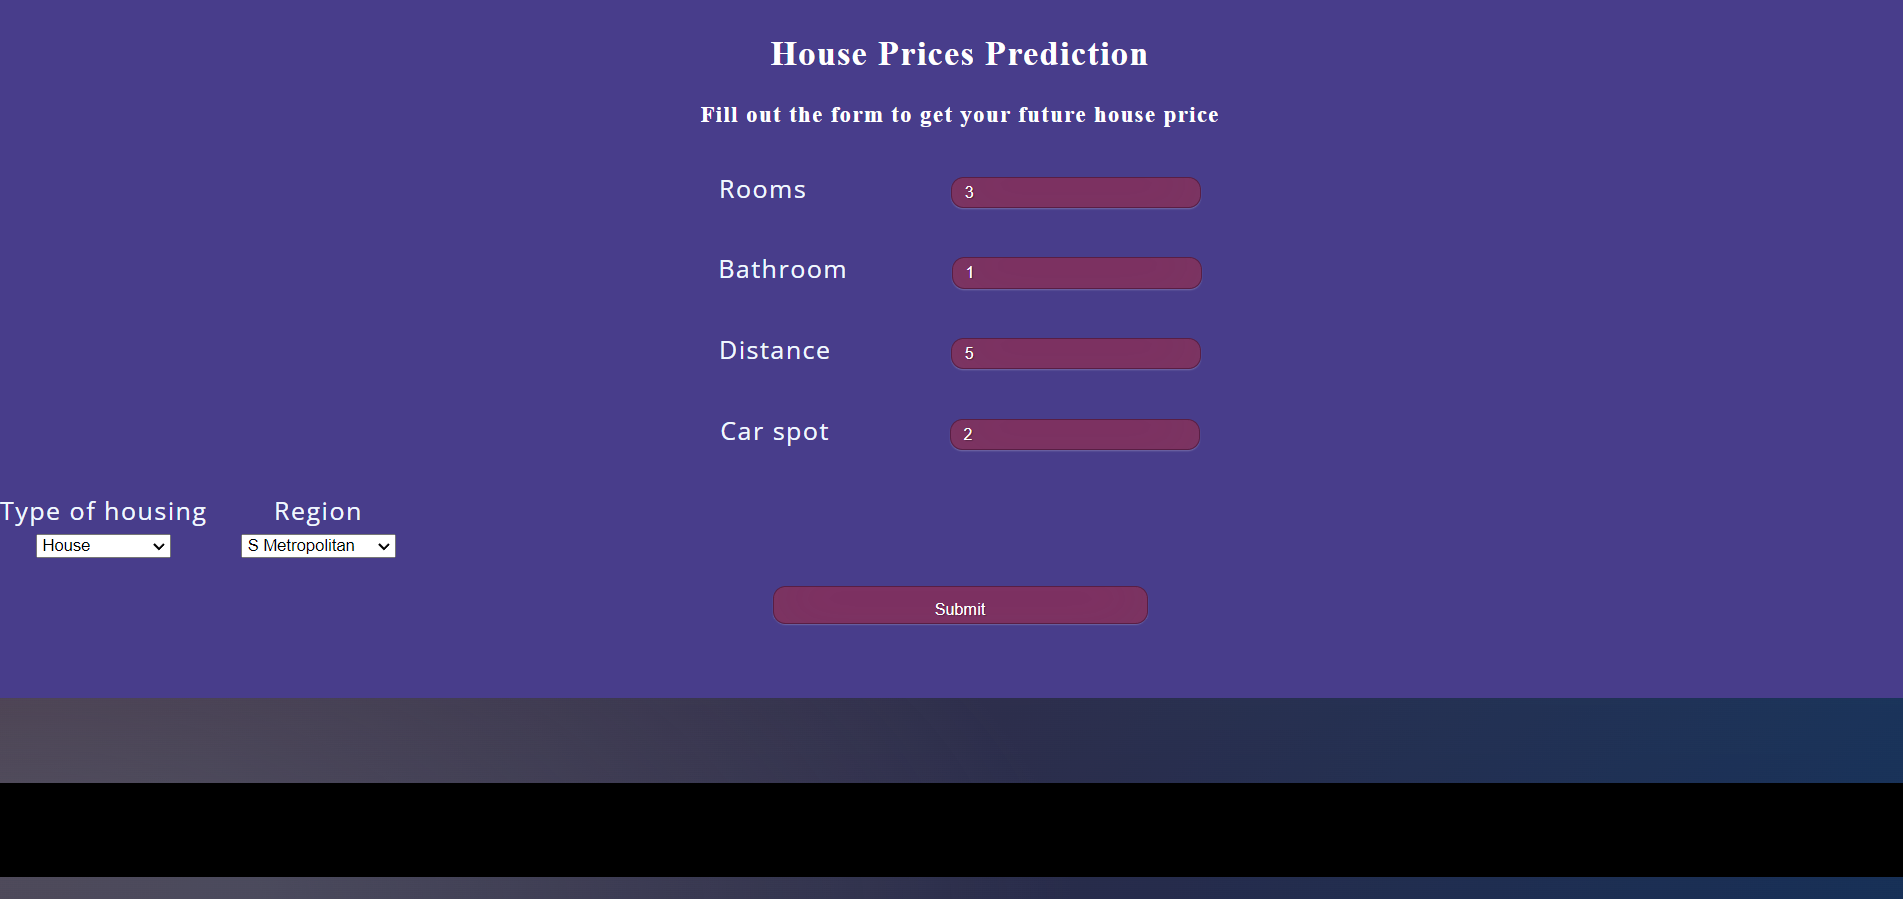 House Prices Prediction
Fill out the form to get your future house price
Rooms 3
Bathroom 1
Distance 5
Car spot 2
Type of housing Region
House S Metropolitan
Submit